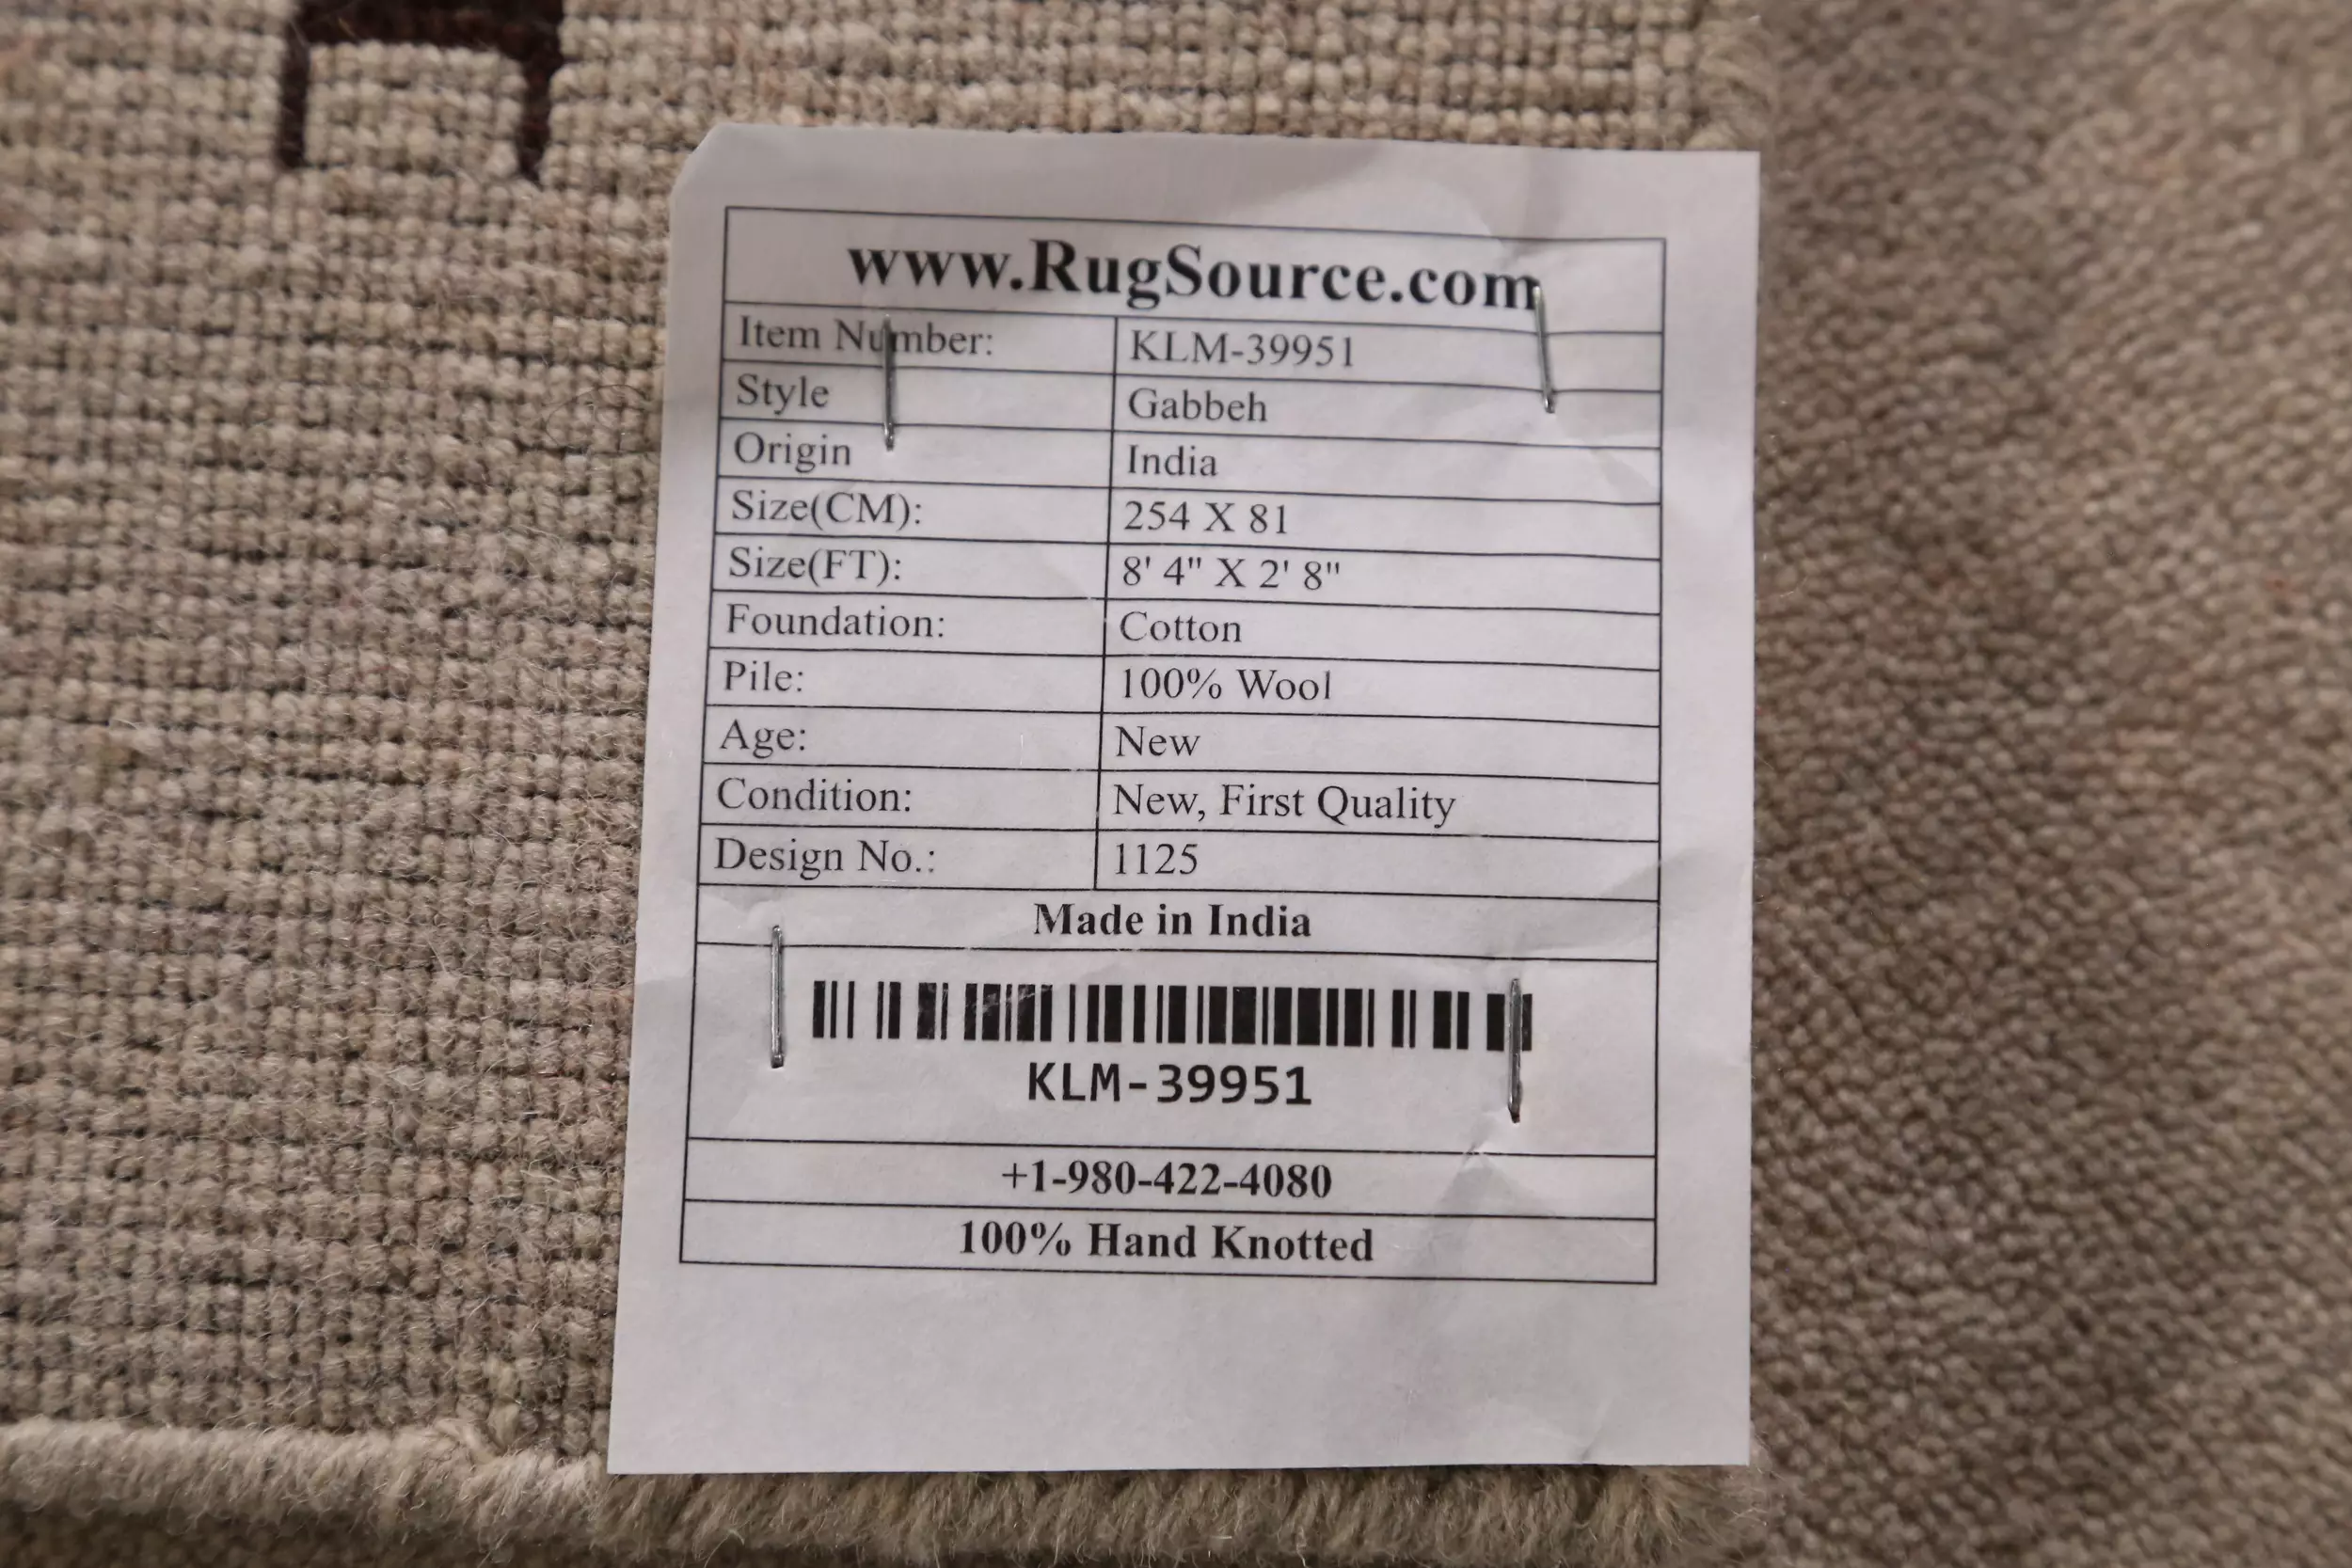 www.RugSource.com
Item Number: KLM-39951
Style Gabbeh
Origin India
Size(CM): 254 X 81
Size(FT): 8' 4" X 2' 8"
Foundation: Cotton
Pile: 100% Wool
Age: New
Condition: New, First Quality
Design No.: 1125
Made in India
KLM-39951
+1-980-422-4080
100% Hand Knotted